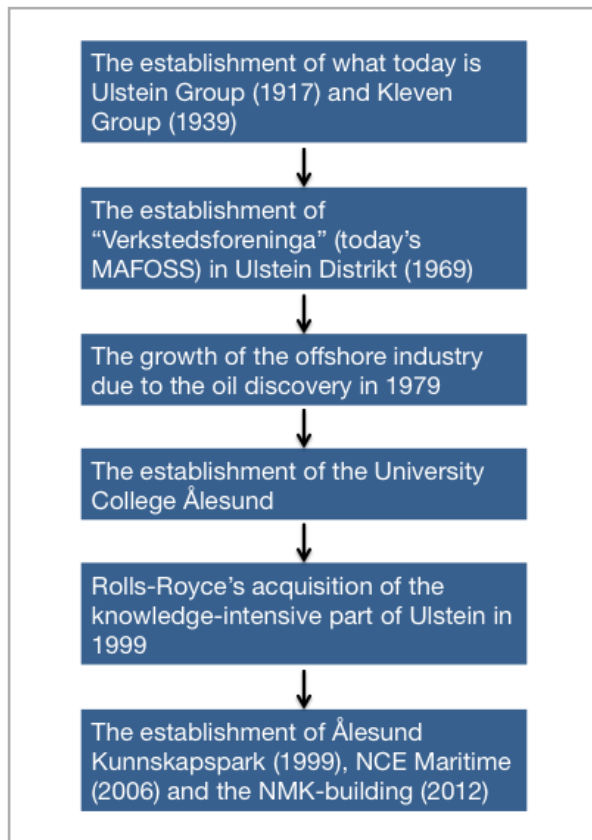 The establishment of what today is
Ulstein Group (1917) and Kleven
Group (1939)
The establishment of
“Verkstedsforeninga” (today’s
MAFOSS) in Ulstein Distrikt (1969)
The growth of the offshore industry
due to the oil discovery in 1979
The establishment of the University
College Ålesund
Rolls-Royce’s acquisition of the
knowledge-intensive part of Ulstein in
1999
The establishment of Ålesund
Kunnskapspark (1999), NCE Maritime
(2006) and the NMK-building (2012)